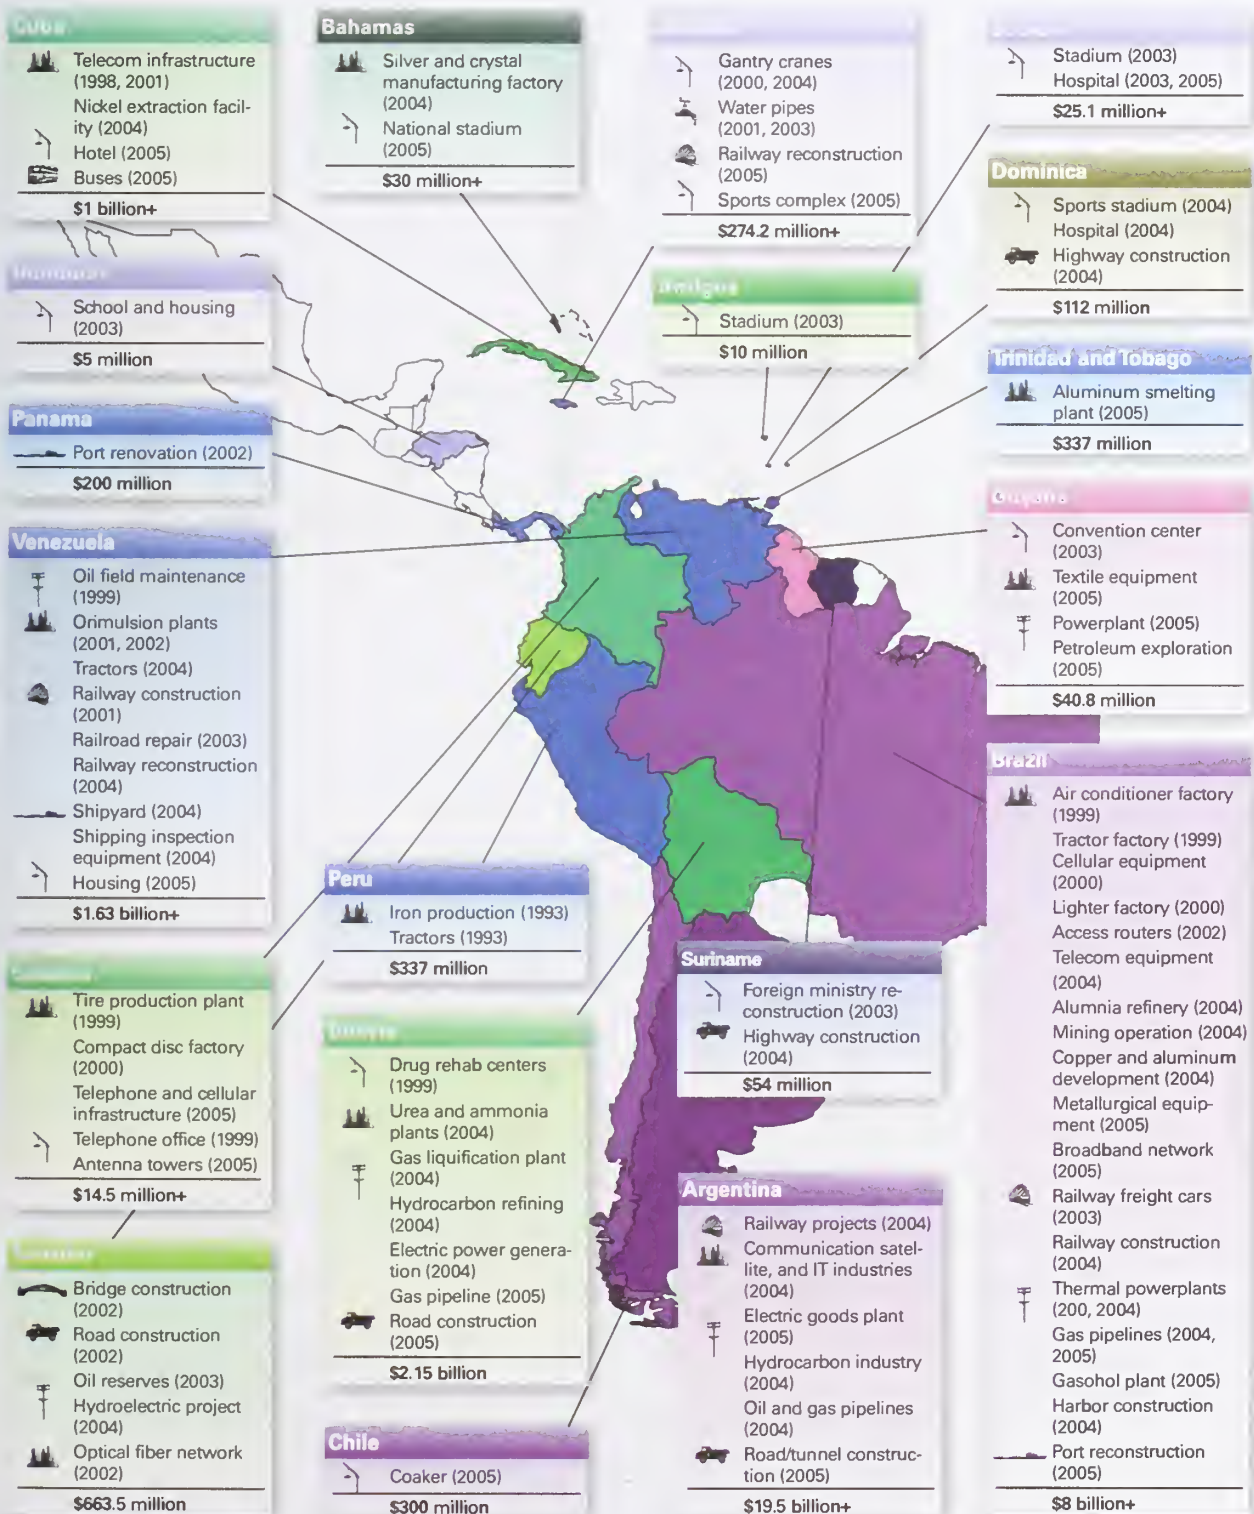 Cuba
Telecom infrastructure
(1998, 2001)
Nickel extraction facil-
ity (2004)
Hotel (2005)
Buses (2005)
$1 billion+
Bahamas
Silver and crystal
manufacturing factory
(2004)
National stadium
(2005)
$30 million+
Gantry cranes
(2000, 2004)
Water pipes
(2001, 2003)
Railway reconstruction
(2005)
Sports complex (2005)
$274.2 million+
Stadium (2003)
Hospital (2003, 2005)
$25.1 million+
Dominica
Sports stadium (2004)
Hospital (2004)
Highway construction
(2004)
$112 million
Honduras
School and housing
(2003)
$5 million
Antigua
Stadium (2003)
$10 million
Trinidad and Tobago
Aluminum smelting
plant (2005)
$337 million
Panama
Port renovation (2002)
$200 million
Guyana
Convention center
(2003)
Textile equipment
(2005)
Powerplant (2005)
Petroleum exploration
(2005)
$40.8 million
Venezuela
Oil field maintenance
(1999)
Orimulsion plants
(2001, 2002)
Tractors (2004)
Railway construction
(2001)
Railroad repair (2003)
Railway reconstruction
(2004)
Shipyard (2004)
Shipping inspection
equipment (2004)
Housing (2005)
$1.63 billion+
Brazil
Air conditioner factory
(1999)
Tractor factory (1999)
Cellular equipment
(2000)
Lighter factory (2000)
Access routers (2002)
Telecom equipment
(2004)
Alumnia refinery (2004)
Mining operation (2004)
Copper and aluminum
development (2004)
Metallurgical equip-
ment (2005)
Broadband network
(2005)
Railway freight cars
(2003)
Railway construction
(2004)
Thermal powerplants
(200, 2004)
Gas pipelines (2004,
2005)
Gasohol plant (2005)
Harbor construction
(2004)
Port reconstruction
(2005)
$8 billion+
Peru
Iron production (1993)
Tractors (1993)
$337 million
Suriname
Foreign ministry re-
construction (2003)
Highway construction
(2004)
$54 million
Tire production plant
(1999)
Compact disc factory
(2000)
Telephone and cellular
infrastructure (2005)
Telephone office (1999)
Antenna towers (2005)
$14.5 million+
Bolivia
Drug rehab centers
(1999)
Urea and ammonia
plants (2004)
Gas liquification plant
(2004)
Hydrocarbon refining
(2004)
Electric power genera-
tion (2004)
Gas pipeline (2005)
Road construction
(2005)
$2.15 billion
Argentina
Railway projects (2004)
Communication satel-
lite, and IT industries
(2004)
Electric goods plant
(2005)
Hydrocarbon industry
(2004)
Oil and gas pipelines
(2004)
Road/tunnel construc-
tion (2005)
$19.5 billion+
Bridge construction
(2002)
Road construction
(2002)
Oil reserves (2003)
Hydroelectric project
(2004)
Optical fiber network
(2002)
$663.5 million
Chile
Coaker (2005)
$300 million